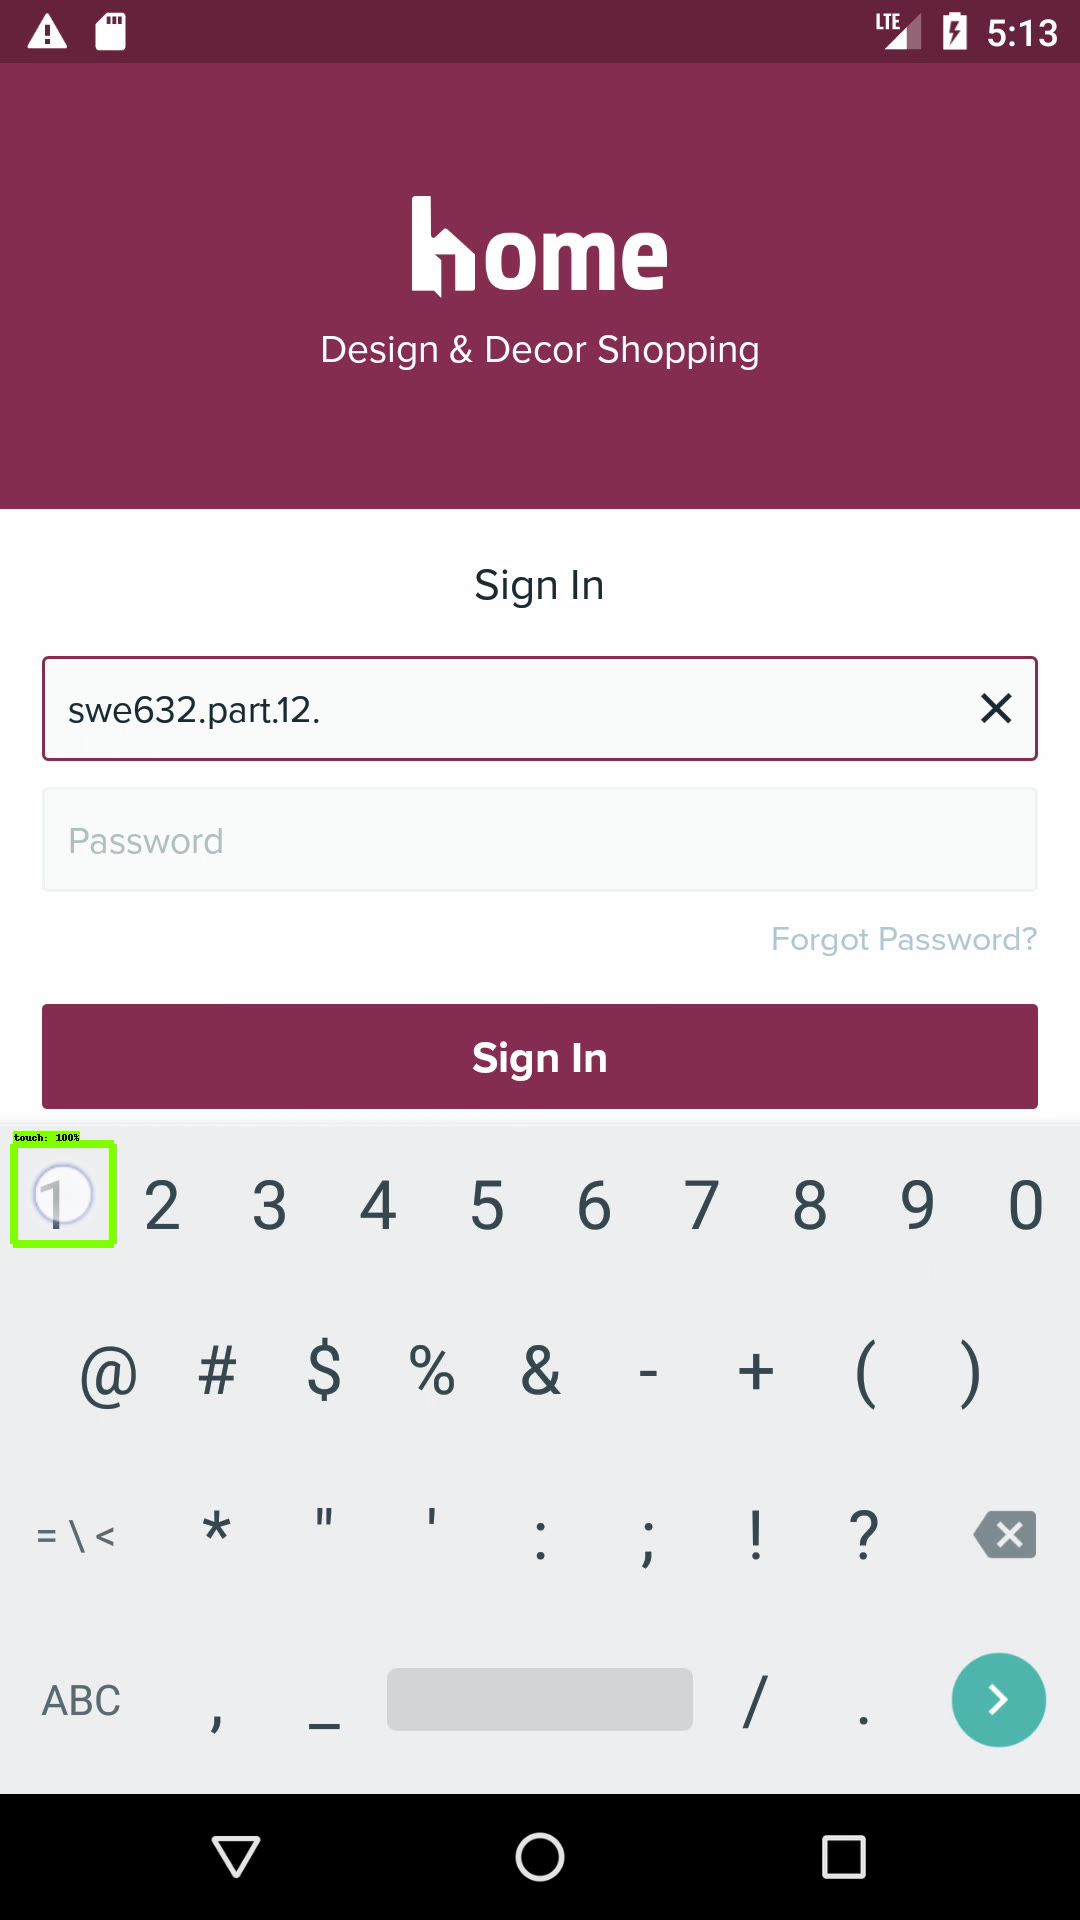 LTE 5:13
home
Design & Decor Shopping
Sign In
swe632.part.12.
Password
Forgot Password?
Sign In
touch: 100%
1 2 3 4 5 6 7 8 9 0
@ # $ % & - + ( )
= \ < * " ' : ; ! ?
ABC , _ / .